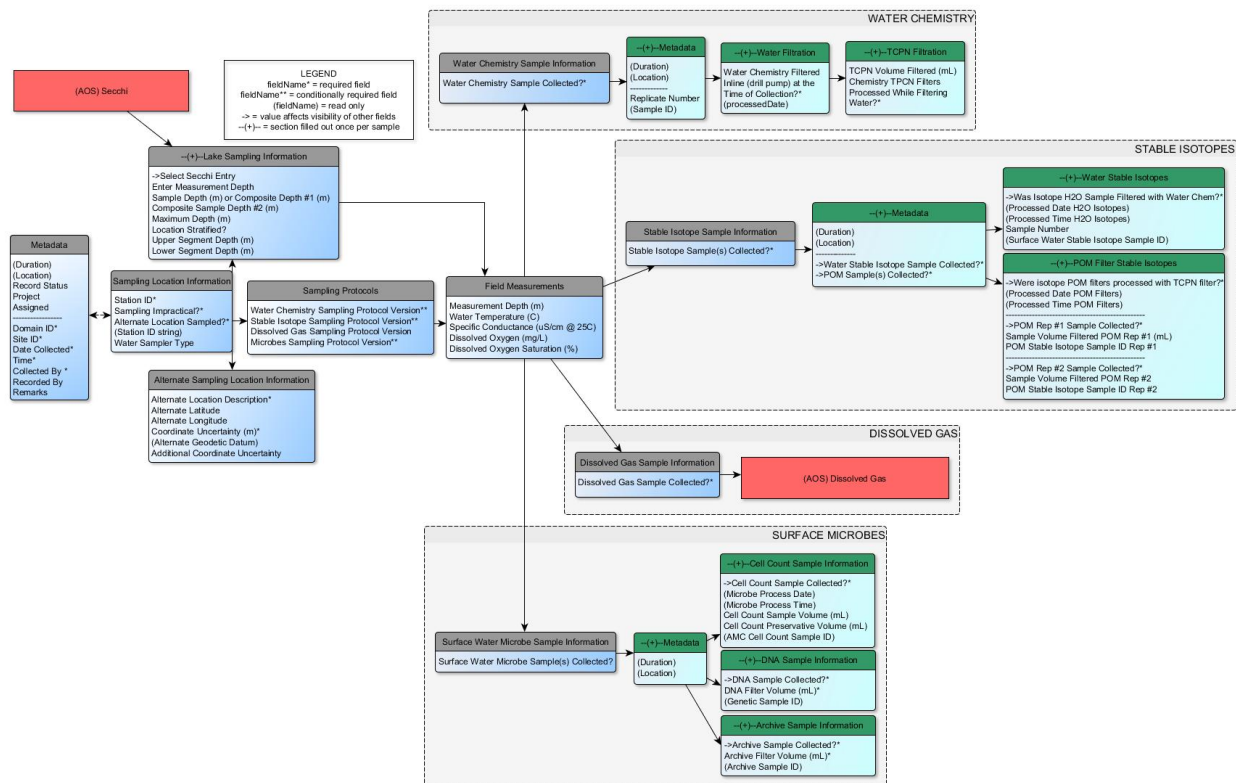 WATER CHEMISTRY
Water Chemistry Sample Information
Water Chemistry Sample Collected?*
--(+)--Metadata
(Duration)
(Location)
-------------
Replicate Number
(Sample ID)
--(+)--Water Filtration
Water Chemistry Filtered
Inline (drill pump) at the
Time of Collection?*
(processedDate)
--(+)--TCPN Filtration
TCPN Volume Filtered (mL)
Chemistry TPCN Filters
Processed While Filtering
Water?*
(AOS) Secchi
LEGEND
fieldName* = required field
fieldName** = conditionally required field
(fieldName) = read only
-> = value affects visibility of other fields
--(+)-- = section filled out once per sample
--(+)--Lake Sampling Information
->Select Secchi Entry
Enter Measurement Depth
Sample Depth (m) or Composite Depth #1 (m)
Composite Sample Depth #2 (m)
Maximum Depth (m)
Location Stratified?
Upper Segment Depth (m)
Lower Segment Depth (m)
Metadata
(Duration)
(Location)
Record Status
Project
Assigned
------------------
Domain ID*
Site ID*
Date Collected*
Time*
Collected By *
Recorded By
Remarks
Sampling Location Information
Station ID*
Sampling Impractical?*
Alternate Location Sampled?*
(Station ID string)
Water Sampler Type
Sampling Protocols
Water Chemistry Sampling Protocol Version**
Stable Isotope Sampling Protocol Version**
Dissolved Gas Sampling Protocol Version
Microbes Sampling Protocol Version**
Alternate Sampling Location Information
Alternate Location Description*
Alternate Latitude
Alternate Longitude
Coordinate Uncertainty (m)*
(Alternate Geodetic Datum)
Additional Coordinate Uncertainty
Field Measurements
Measurement Depth (m)
Water Temperature (C)
Specific Conductance (uS/cm @ 25C)
Dissolved Oxygen (mg/L)
Dissolved Oxygen Saturation (%)
STABLE ISOTOPES
Stable Isotope Sample Information
Stable Isotope Sample(s) Collected?*
--(+)--Metadata
(Duration)
(Location)
-------------
->Water Stable Isotope Sample Collected?*
->POM Sample(s) Collected?*
--(+)--Water Stable Isotopes
->Was Isotope H2O Sample Filtered with Water Chem?*
(Processed Date H2O Isotopes)
(Processed Time H2O Isotopes)
Sample Number
(Surface Water Stable Isotope Sample ID)
--(+)--POM Filter Stable Isotopes
->Were isotope POM filters processed with TCPN filter?*
(Processed Date POM Filters)
(Processed Time POM Filters)
----------------------------------------------
->POM Rep #1 Sample Collected?*
Sample Volume Filtered POM Rep #1 (mL)
POM Stable Isotope Sample ID Rep #1
----------------------------------------------
->POM Rep #2 Sample Collected?*
Sample Volume Filtered POM Rep #2
POM Stable Isotope Sample ID Rep #2
DISSOLVED GAS
Dissolved Gas Sample Information
Dissolved Gas Sample Collected?*
(AOS) Dissolved Gas
SURFACE MICROBES
Surface Water Microbe Sample Information
Surface Water Microbe Sample(s) Collected?
--(+)--Metadata
(Duration)
(Location)
--(+)--Cell Count Sample Information
->Cell Count Sample Collected?*
(Microbe Process Date)
(Microbe Process Time)
Cell Count Sample Volume (mL)
Cell Count Preservative Volume (mL)
(AMC Cell Count Sample ID)
--(+)--DNA Sample Information
->DNA Sample Collected?*
DNA Filter Volume (mL)*
(Genetic Sample ID)
--(+)--Archive Sample Information
->Archive Sample Collected?*
Archive Filter Volume (mL)*
(Archive Sample ID)